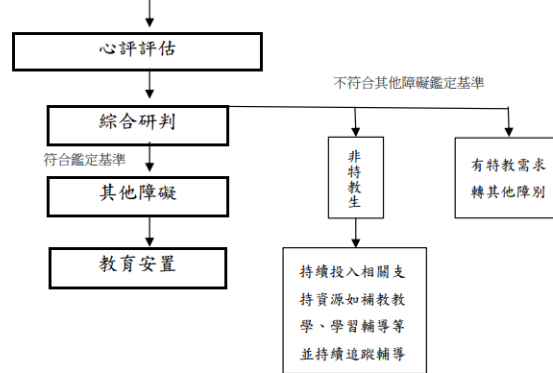 心評評估
不符合其他障礙鑑定基準
綜合研判
符合鑑定基準
其他障礙
教育安置
非特教生
有特教需求
轉其他障別
持續投入相關支
持資源如補教教
學、學習輔導等
並持續追蹤輔導